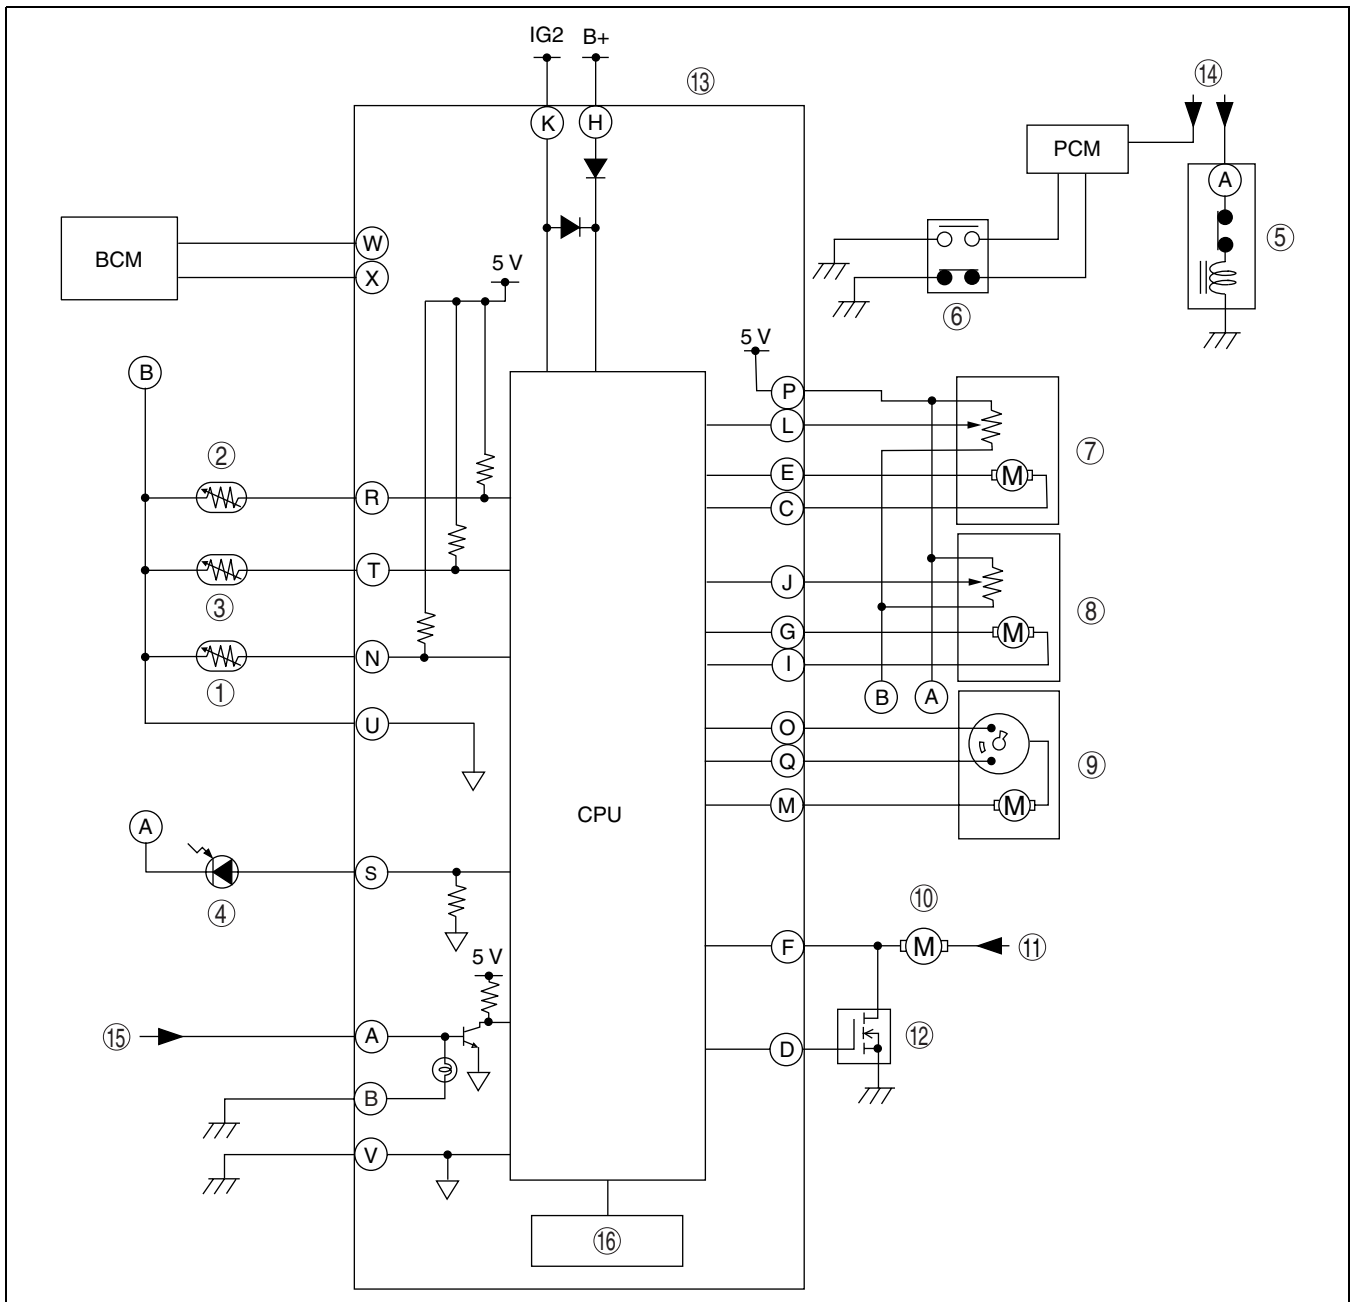 IG2 B+
⑬ ⑭
K H
PCM
A
BCM
W
X
5 V
⑤
⑥
5 V
B
P
L
②
⑦
R
E
C
T
J
③
⑧
N
G
I
①
B A
U
O
Q
⑨
M
M
M
M
CPU
A
S
④
⑩
F
M
⑪
5 V
⑮
A
D
⑫
B
V
⑯